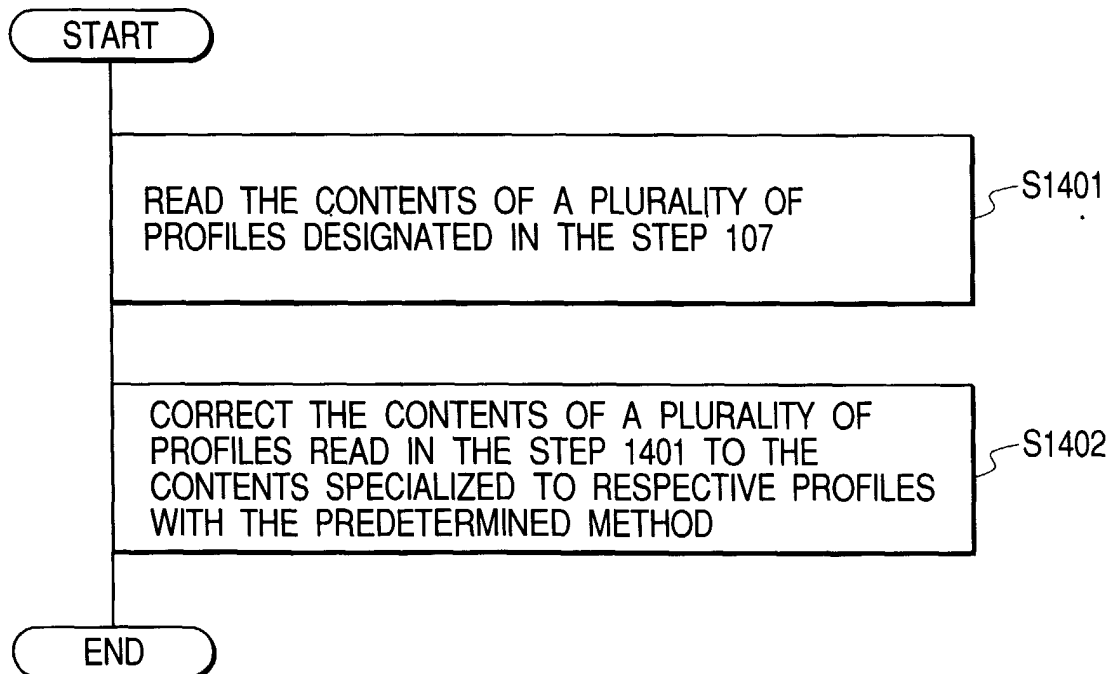 START
READ THE CONTENTS OF A PLURALITY OF
PROFILES DESIGNATED IN THE STEP 107
S1401
CORRECT THE CONTENTS OF A PLURALITY OF
PROFILES READ IN THE STEP 1401 TO THE
CONTENTS SPECIALIZED TO RESPECTIVE PROFILES
WITH THE PREDETERMINED METHOD
S1402
END